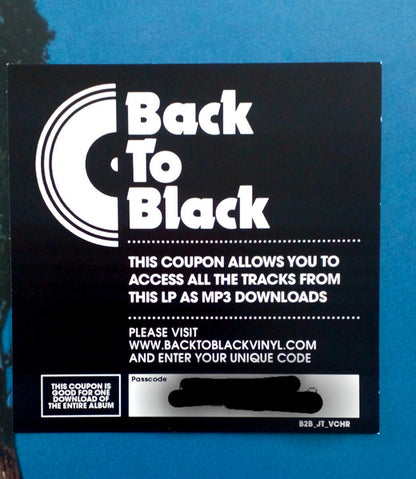 Back
To
Black
THIS COUPON ALLOWS YOU TO
ACCESS ALL THE TRACKS FROM
THIS LP AS MP3 DOWNLOADS
PLEASE VISIT
WWW.BACKTOBLACKVINYL.COM
AND ENTER YOUR UNIQUE CODE
THIS COUPON IS
GOOD FOR ONE
DOWNLOAD OF
THE ENTIRE ALBUM
Passcode
B2B_JT_VCHR